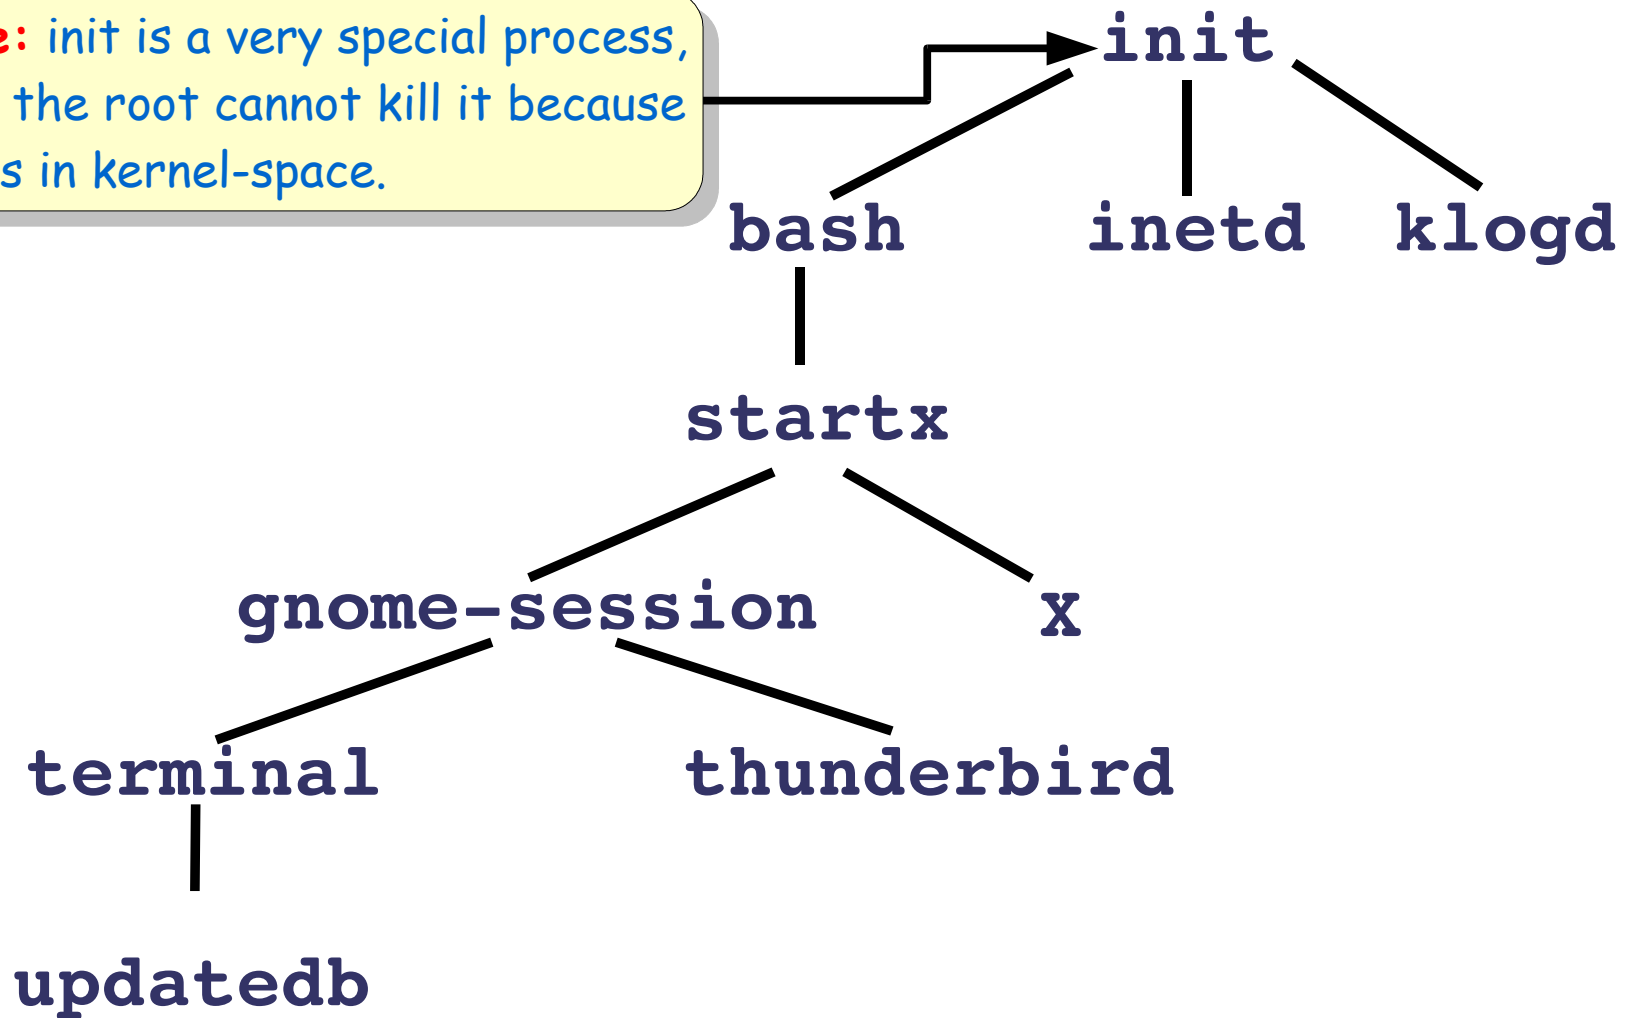 e: init is a very special process,
the root cannot kill it because
s in kernel-space.
init
bash inetd klogd
startx
gnome-session X
terminal thunderbird
updatedb